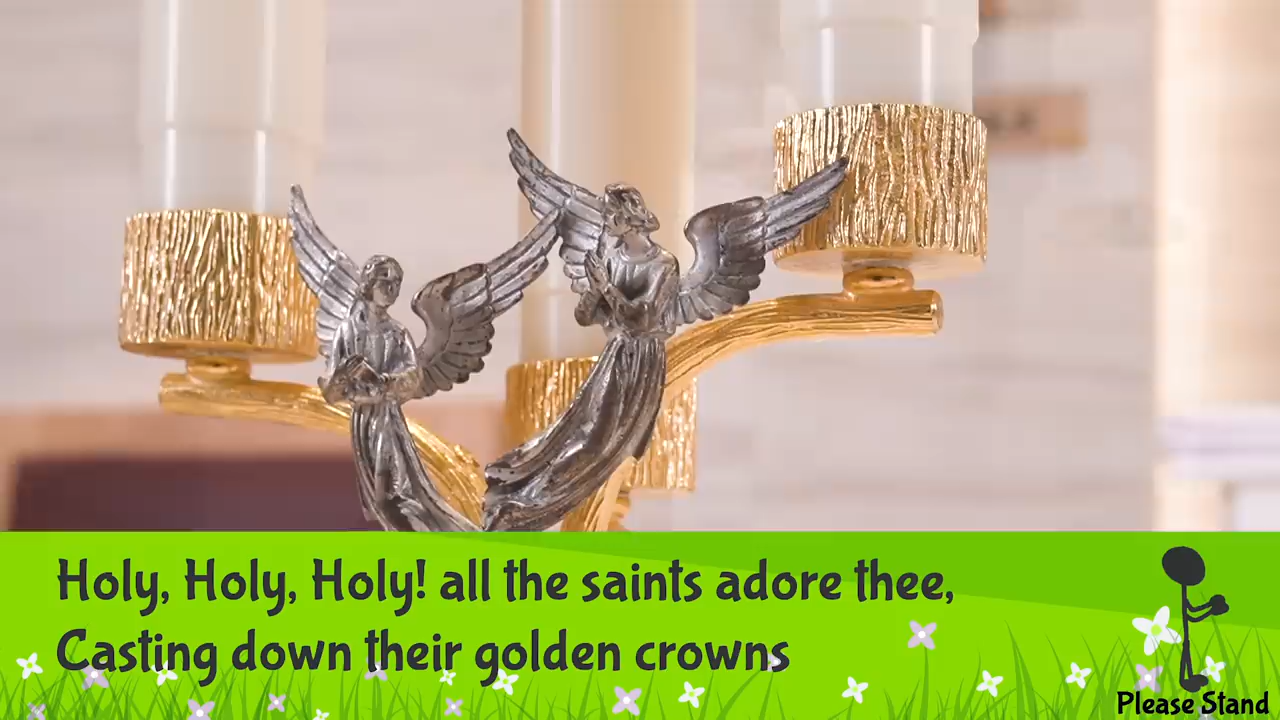 Holy, Holy, Holy! all the saints adore thee,
Casting down their golden crowns
Please Stand